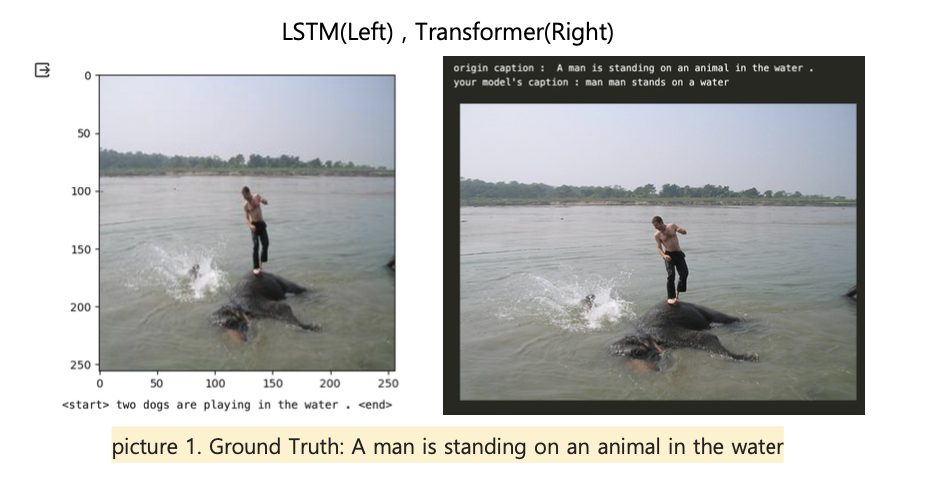 LSTM(Left) , Transformer(Right)
0
50
100
150
200
250
0 50 100 150 200 250
<start> two dogs are playing in the water . <end>
origin caption :  A man is standing on an animal in the water .
your model's caption : man man stands on a water
picture 1. Ground Truth: A man is standing on an animal in the water